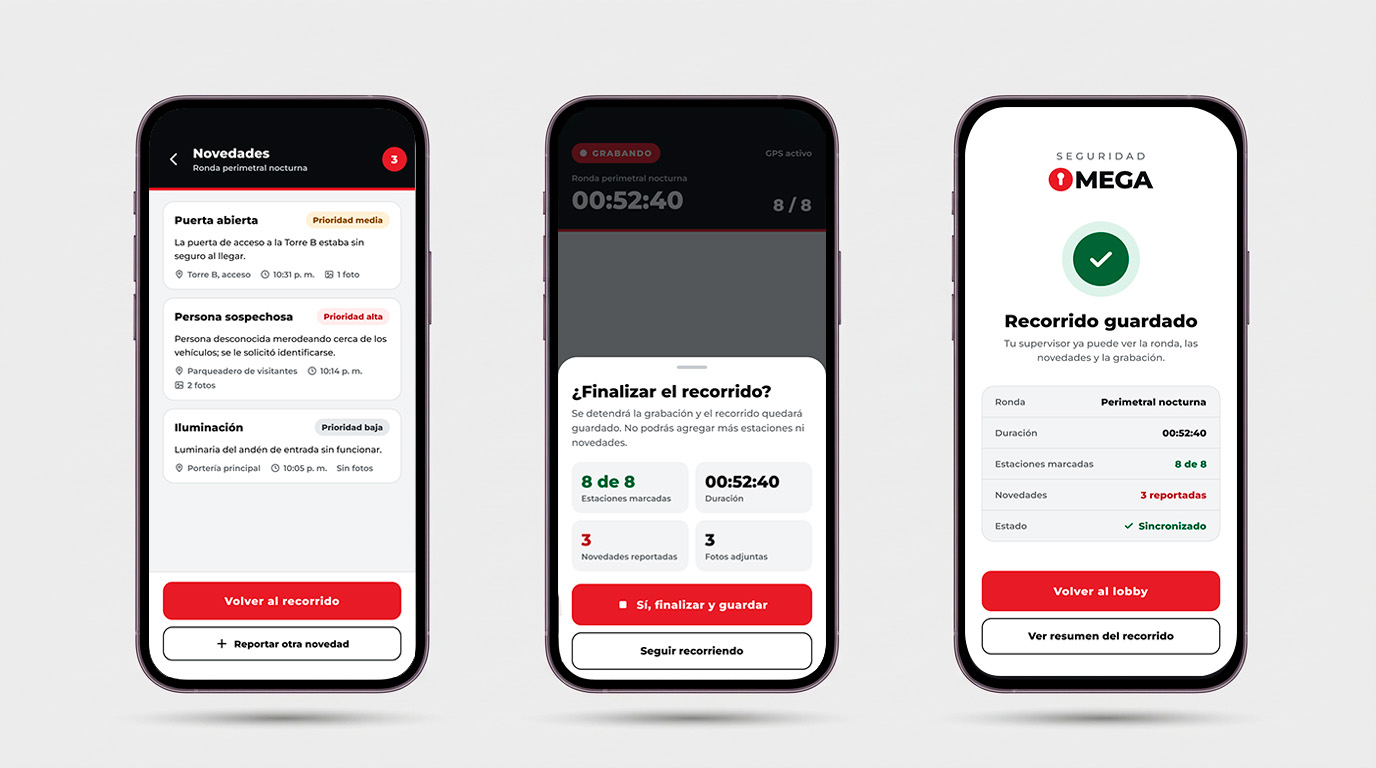 Novedades
Ronda perimetral nocturna
3
Puerta abierta
Prioridad media
La puerta de acceso a la Torre B estaba sin
seguro al llegar.
Torre B, acceso
10:31 p. m.
1 foto
Persona sospechosa
Prioridad alta
Persona desconocida merodeando cerca de los
vehículos; se le solicitó identificarse.
Parqueadero de visitantes
10:14 p. m.
2 fotos
Iluminación
Prioridad baja
Luminaria del andén de entrada sin funcionar.
Portería principal
10:05 p. m.
Sin fotos
Volver al recorrido
+ Reportar otra novedad
GRABANDO
GPS activo
Ronda perimetral nocturna
00:52:40
8 / 8
¿Finalizar el recorrido?
Se detendrá la grabación y el recorrido quedará
guardado. No podrás agregar más estaciones ni
novedades.
8 de 8
Estaciones marcadas
00:52:40
Duración
3
Novedades reportadas
3
Fotos adjuntas
Sí, finalizar y guardar
Seguir recorriendo
SEGURIDAD
OMEGA
Recorrido guardado
Tu supervisor ya puede ver la ronda, las
novedades y la grabación.
Ronda
Perimetral nocturna
Duración
00:52:40
Estaciones marcadas
8 de 8
Novedades
3 reportadas
Estado
Sincronizado
Volver al lobby
Ver resumen del recorrido